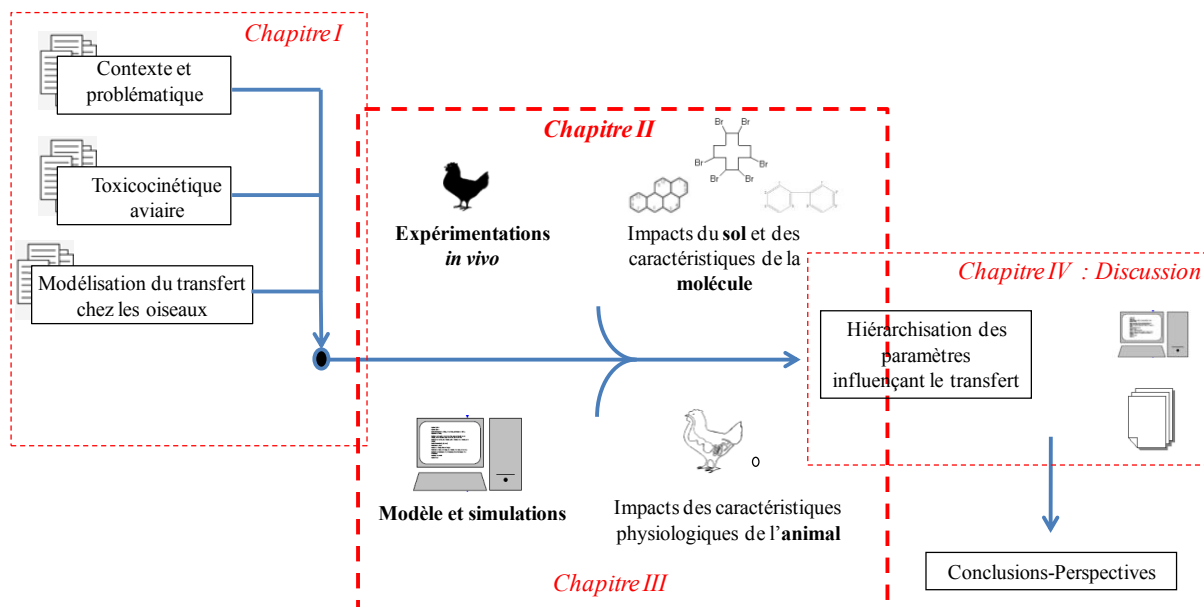 Chapitre I
Contexte et
problématique
Toxicocinétique
aviaire
Modélisation du transfert
chez les oiseaux
Chapitre II
Br
Br
Br
Br
Br
Br
Expérimentations
in vivo
Impacts du sol et des
caractéristiques de la
molécule
Modèle et simulations
Impacts des caractéristiques
physiologiques de l'animal
Chapitre III
Chapitre IV : Discussion
Hiérarchisation des
paramètres
influençant le transfert
Conclusions-Perspectives